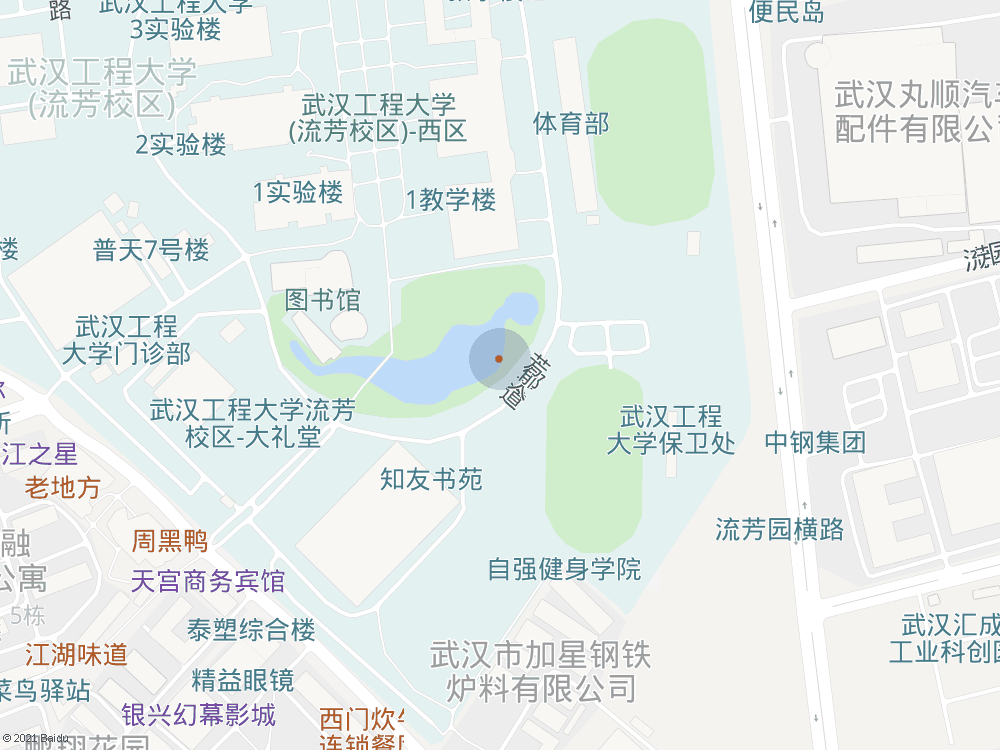 路
武汉工程大学
3实验楼
便民岛
武汉工程大学
(流芳校区)
武汉工程大学
(流芳校区)-西区
体育部
武汉丸顺汽车
配件有限公司
2实验楼
1实验楼
1教学楼
楼
普天7号楼
流芳园
图书馆
武汉工程
大学门诊部
芳郁道
武汉工程大学流芳
校区-大礼堂
武汉工程
大学保卫处
中钢集团
所
江之星
老地方
知友书苑
周黑鸭
流芳园横路
融
公寓
天宫商务宾馆
自强健身学院
5栋
泰塑综合楼
武汉汇成
工业科创园
江湖味道
武汉市加星钢铁
炉料有限公司
菜鸟驿站
精益眼镜
银兴幻幕影城
西门炊牛
连锁餐厅
鹏翔花园
© 2021 Baidu